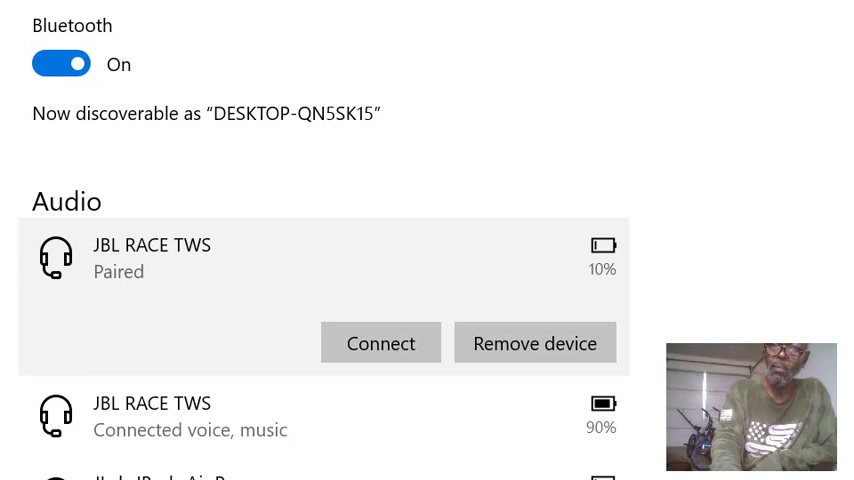 Bluetooth
On
Now discoverable as “DESKTOP-QN5SK15”
Audio
JBL RACE TWS
Paired
10%
Connect
Remove device
JBL RACE TWS
Connected voice, music
90%